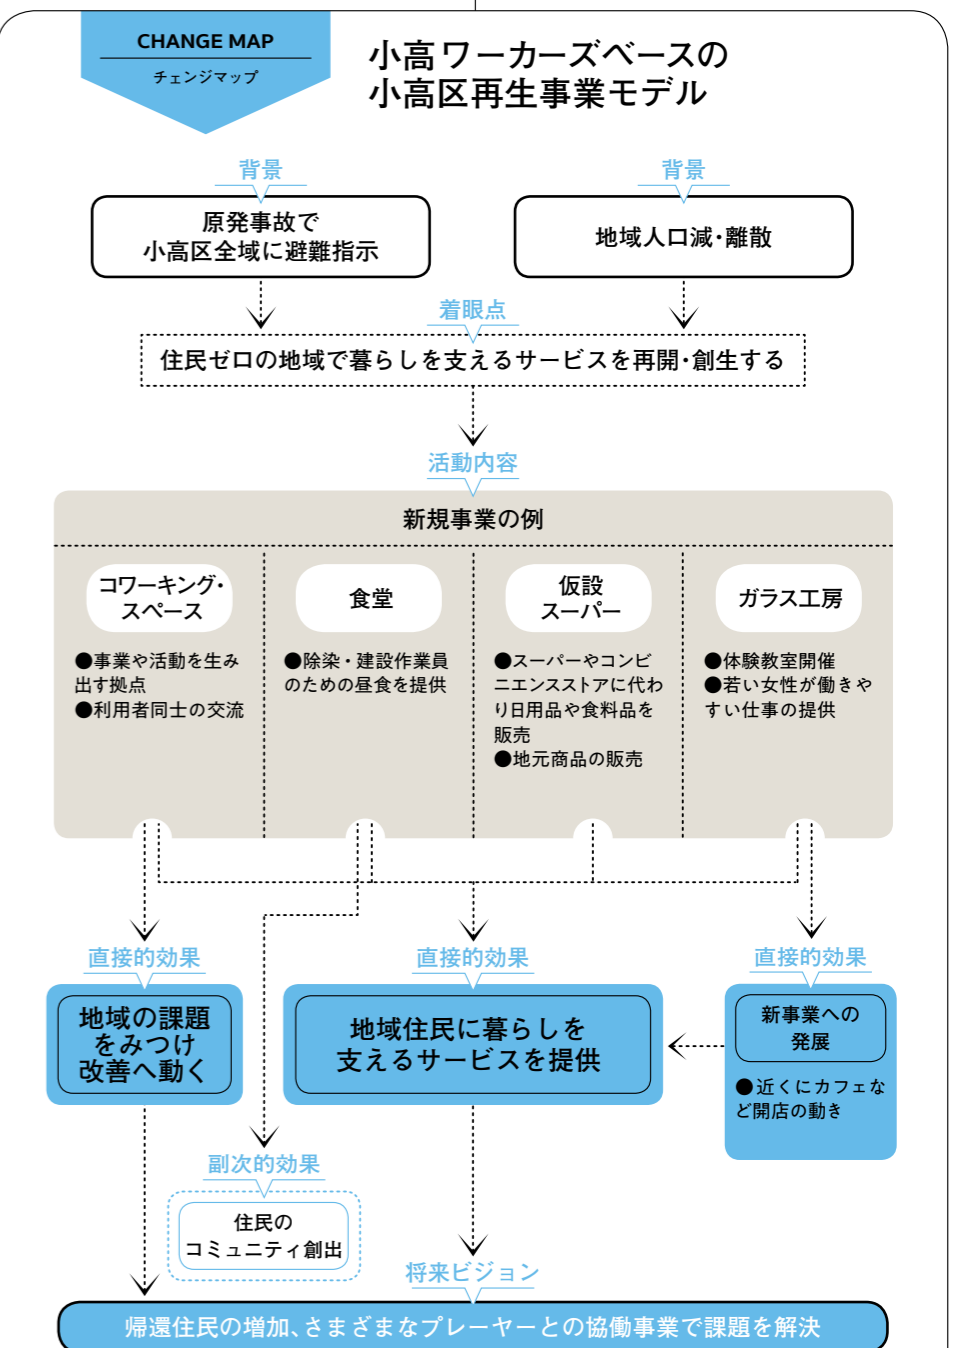 CHANGE MAP
チェンジマップ
小高ワーカーズベースの
小高区再生事業モデル
背景
原発事故で
小高区全域に避難指示
背景
地域人口減・離散
着眼点
住民ゼロの地域で暮らしを支えるサービスを再開・創生する
活動内容
新規事業の例
コワーキング・
スペース
●事業や活動を生み
出す拠点
●利用者同士の交流
食堂
●除染・建設作業員
のための昼食を提供
仮設
スーパー
●スーパーやコンビ
ニエンスストアに代わ
り日用品や食料品を
販売
●地元商品の販売
ガラス工房
●体験教室開催
●若い女性が働きや
すい仕事の提供
直接的効果
地域の課題
をみつけ
改善へ動く
直接的効果
地域住民に暮らしを
支えるサービスを提供
直接的効果
新事業への
発展
●近くにカフェな
ど開店の動き
副次的効果
住民の
コミュニティ創出
将来ビジョン
帰還住民の増加、さまざまなプレーヤーとの協働事業で課題を解決